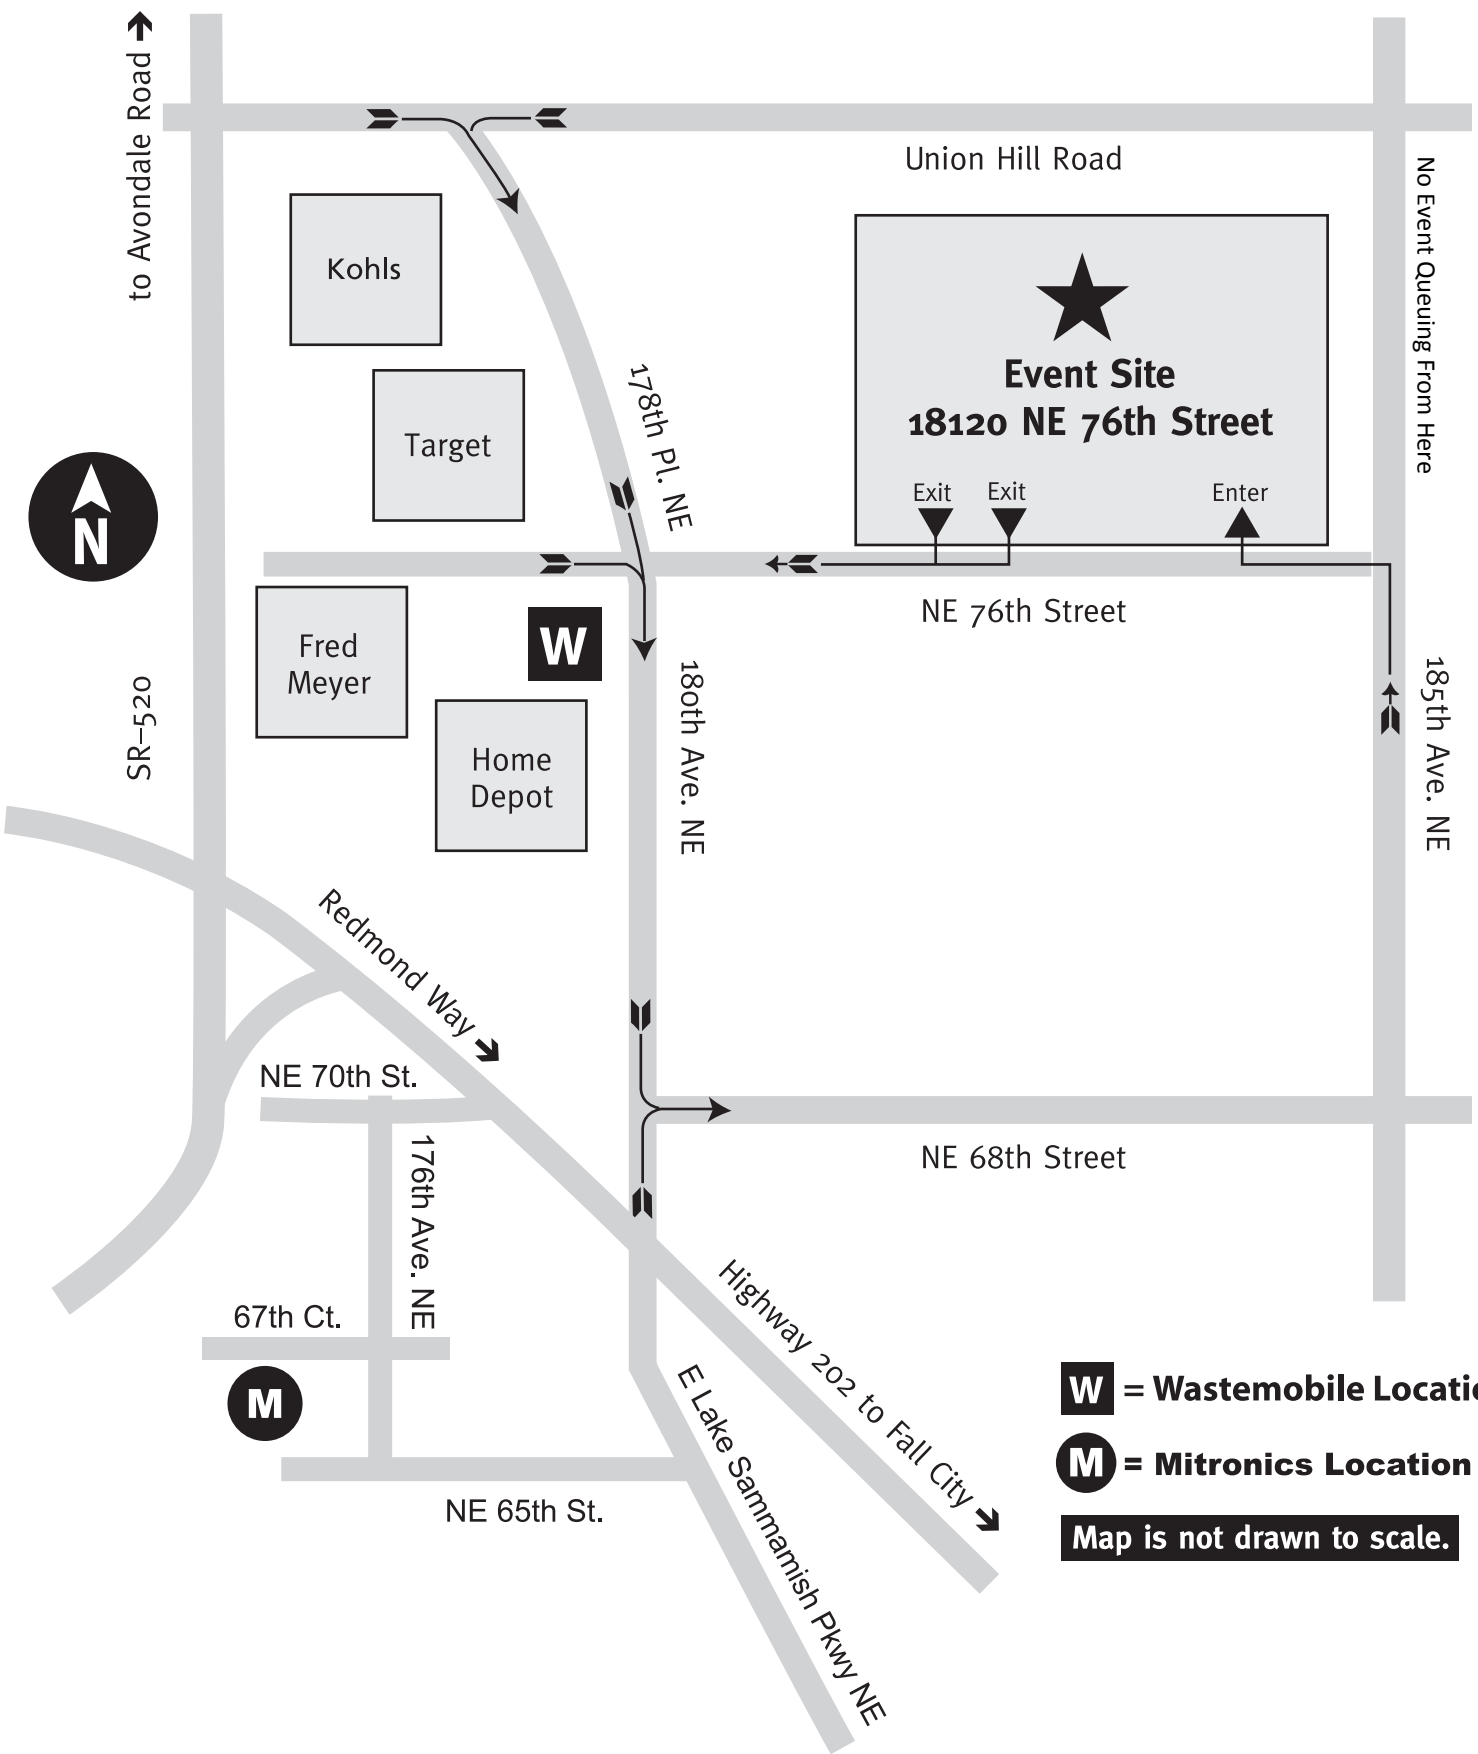 to Avondale Road
Union Hill Road
No Event Queuing From Here
Kohls
Target
178th Pl. NE
Event Site
18120 NE 76th Street
Exit
Exit
Enter
N
NE 76th Street
Fred
Meyer
W
Home
Depot
SR–520
180th Ave. NE
185th Ave. NE
Redmond Way
NE 70th St.
176th Ave. NE
NE 68th Street
67th Ct.
M
Highway 202 to Fall City
E Lake Sammamish Pkwy NE
NE 65th St.
W = Wastemobile Locatio
M = Mitronics Location
Map is not drawn to scale.